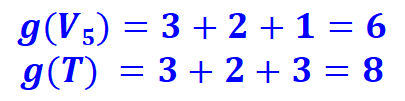 g(V₅) = 3 + 2 + 1 = 6
g(T) = 3 + 2 + 3 = 8